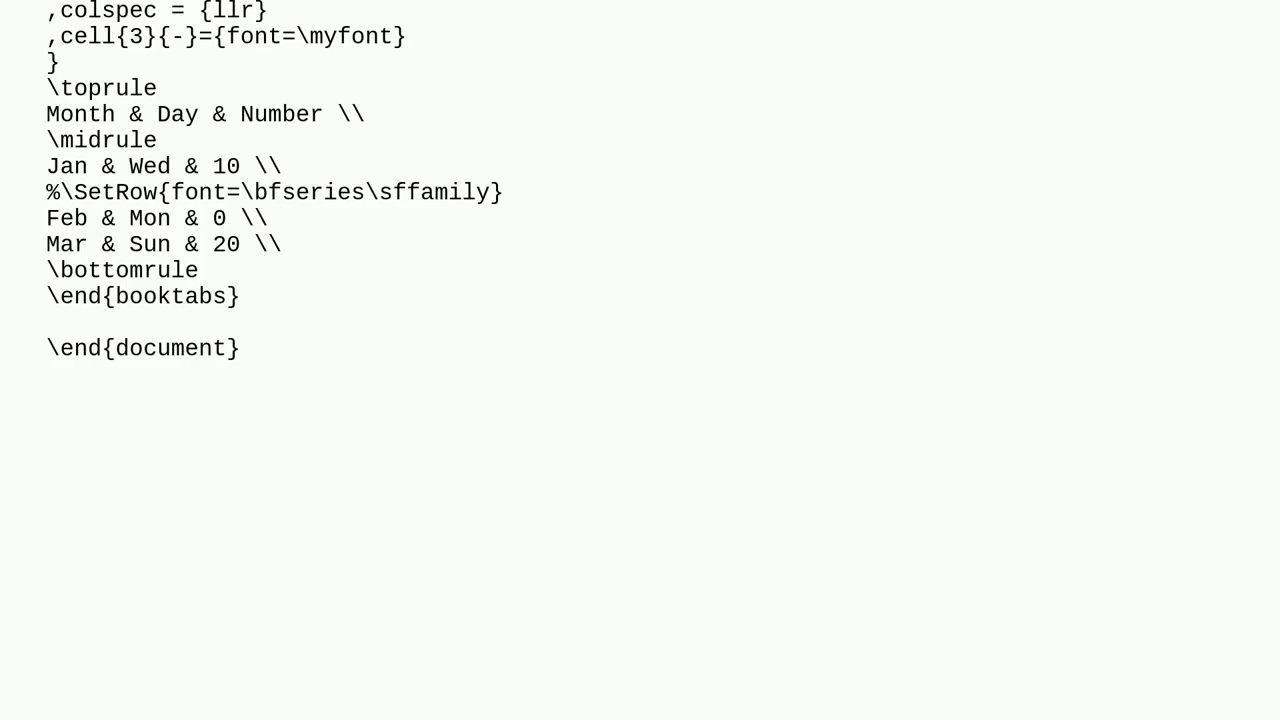 ,colspec = {llr}
,cell{3}{-}={font=\myfont}
}
\toprule
Month & Day & Number \\
\midrule
Jan & Wed & 10 \\
%\SetRow{font=\bfseries\sffamily}
Feb & Mon & 0 \\
Mar & Sun & 20 \\
\bottomrule
\end{booktabs}
\end{document}